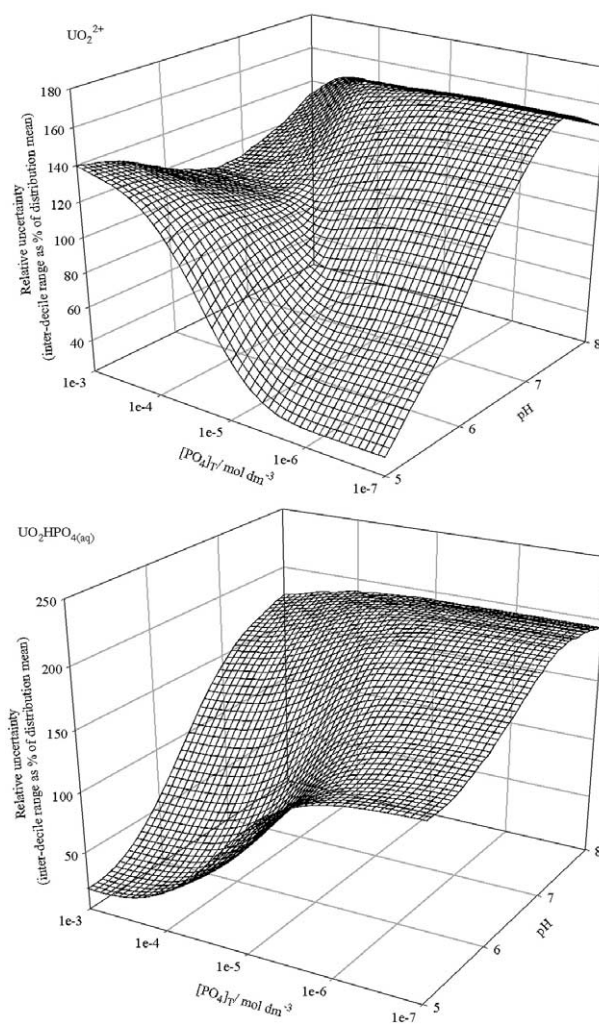 UO₂²⁺
180
160
140
120
100
80
60
40
Relative uncertainty
(inter-decile range as % of distribution mean)
1e-3
1e-4
1e-5
1e-6
1e-7
[PO₄]T/ mol dm⁻³
5
6
7
8
pH
UO₂HPO₄(aq)
250
200
150
100
50
Relative uncertainty
(inter-decile range as % of distribution mean)
1e-3
1e-4
1e-5
1e-6
1e-7
[PO₄]T/ mol dm⁻³
5
6
7
8
pH